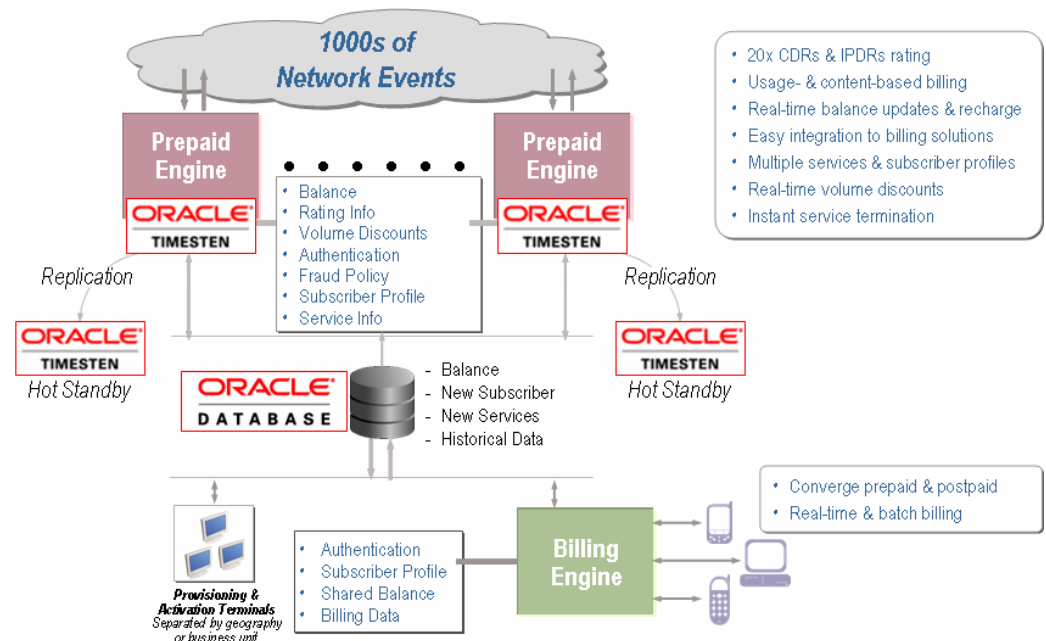 1000s of
Network Events
• 20x CDRs & IPDRs rating
• Usage- & content-based billing
• Real-time balance updates & recharge
• Easy integration to billing solutions
• Multiple services & subscriber profiles
• Real-time volume discounts
• Instant service termination
Prepaid
Engine
ORACLE®
TIMESTEN
• Balance
• Rating Info
• Volume Discounts
• Authentication
• Fraud Policy
• Subscriber Profile
• Service Info
Prepaid
Engine
ORACLE®
TIMESTEN
Replication
ORACLE®
TIMESTEN
Hot Standby
Replication
ORACLE®
TIMESTEN
Hot Standby
ORACLE®
DATABASE
- Balance
- New Subscriber
- New Services
- Historical Data
• Converge prepaid & postpaid
• Real-time & batch billing
Provisioning &
Activation Terminals
Separated by geography
or business unit
• Authentication
• Subscriber Profile
• Shared Balance
• Billing Data
Billing
Engine